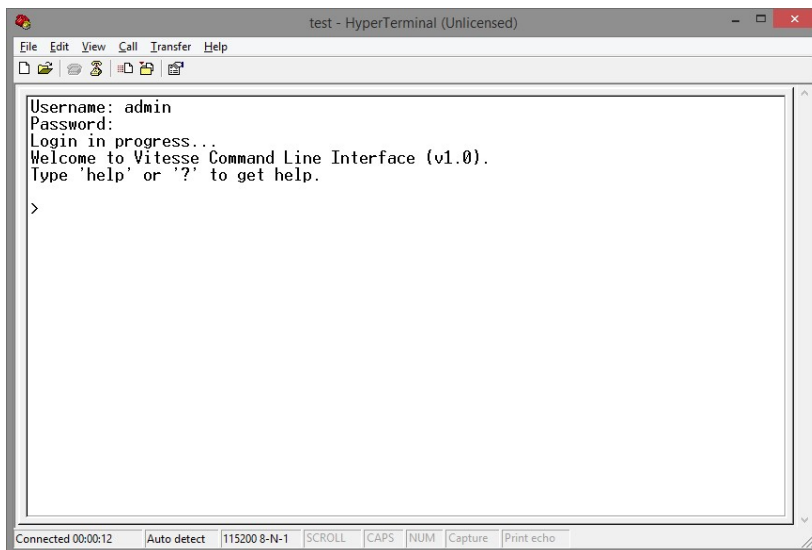 test - HyperTerminal (Unlicensed)
File Edit View Call Transfer Help
Username: admin
Password:
Login in progress...
Welcome to Vitesse Command Line Interface (v1.0).
Type 'help' or '?' to get help.
>
Connected 00:00:12 Auto detect 115200 8-N-1 SCROLL CAPS NUM Capture Print echo